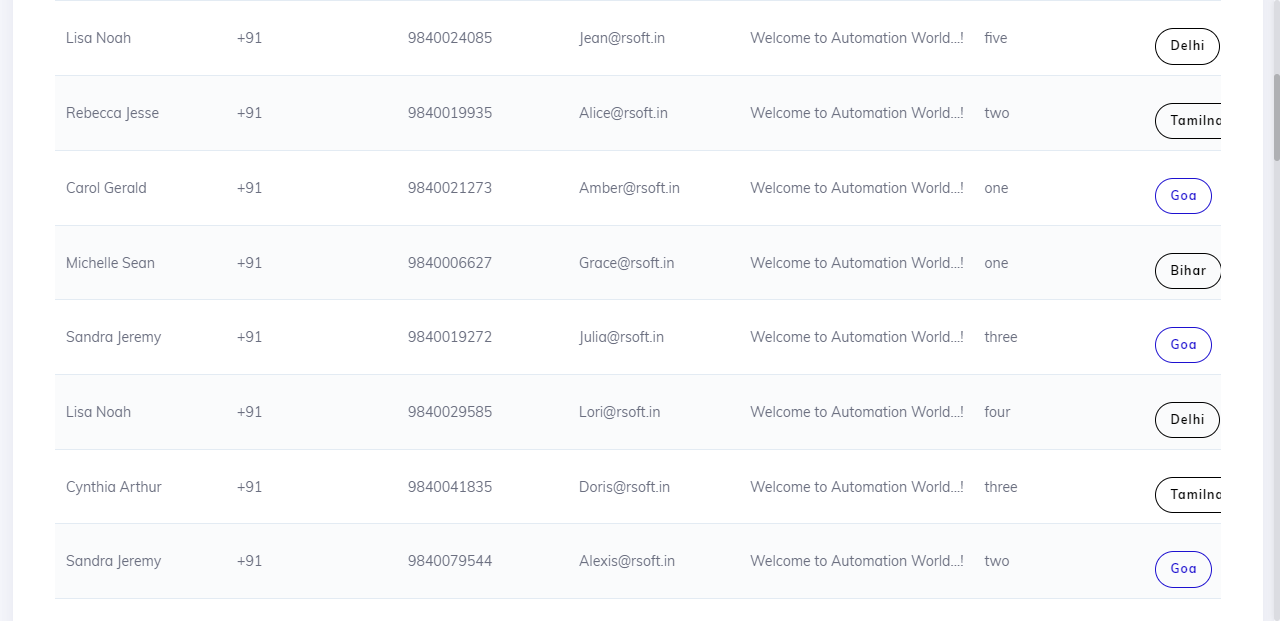 Lisa Noah +91 9840024085 Jean@rsoft.in Welcome to Automation World...! five Delhi
Rebecca Jesse +91 9840019935 Alice@rsoft.in Welcome to Automation World...! two Tamilna
Carol Gerald +91 9840021273 Amber@rsoft.in Welcome to Automation World...! one Goa
Michelle Sean +91 9840006627 Grace@rsoft.in Welcome to Automation World...! one Bihar
Sandra Jeremy +91 9840019272 Julia@rsoft.in Welcome to Automation World...! three Goa
Lisa Noah +91 9840029585 Lori@rsoft.in Welcome to Automation World...! four Delhi
Cynthia Arthur +91 9840041835 Doris@rsoft.in Welcome to Automation World...! three Tamilna
Sandra Jeremy +91 9840079544 Alexis@rsoft.in Welcome to Automation World...! two Goa